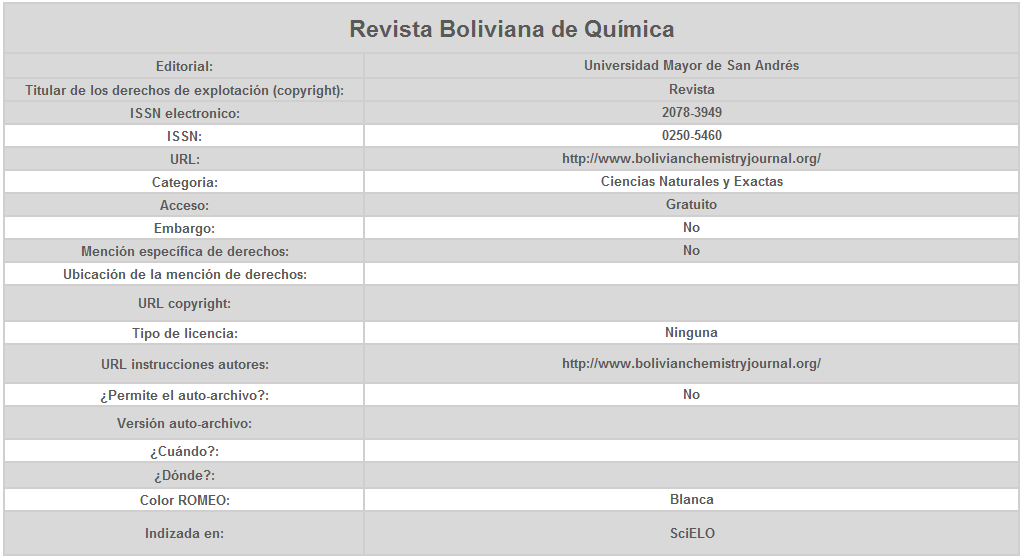 Revista Boliviana de Química
Editorial: Universidad Mayor de San Andrés
Titular de los derechos de explotación (copyright): Revista
ISSN electronico: 2078-3949
ISSN: 0250-5460
URL: http://www.bolivianchemistryjournal.org/
Categoria: Ciencias Naturales y Exactas
Acceso: Gratuito
Embargo: No
Mención específica de derechos: No
Ubicación de la mención de derechos:
URL copyright:
Tipo de licencia: Ninguna
URL instrucciones autores: http://www.bolivianchemistryjournal.org/
¿Permite el auto-archivo?: No
Versión auto-archivo:
¿Cuándo?:
¿Dónde?:
Color ROMEO: Blanca
Indizada en: SciELO